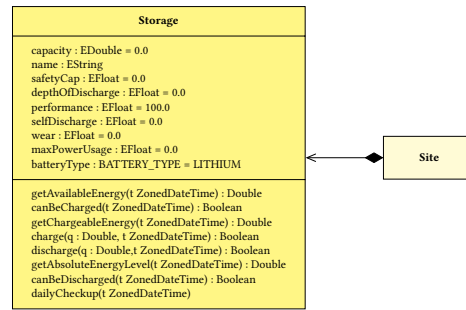 Storage
capacity : EDouble = 0.0
name : EString
safetyCap : EFloat = 0.0
depthOfDischarge : EFloat = 0.0
performance : EFloat = 100.0
selfDischarge : EFloat = 0.0
wear : EFloat = 0.0
maxPowerUsage : EFloat = 0.0
batteryType : BATTERY_TYPE = LITHIUM
getAvailableEnergy(t ZonedDateTime) : Double
canBeCharged(t ZonedDateTime) : Boolean
getChargeableEnergy(t ZonedDateTime) : Double
charge(q : Double, t ZonedDateTime) : Boolean
discharge(q : Double,t ZonedDateTime) : Boolean
getAbsoluteEnergyLevel(t ZonedDateTime) : Double
canBeDischarged(t ZonedDateTime) : Boolean
dailyCheckup(t ZonedDateTime)
Site